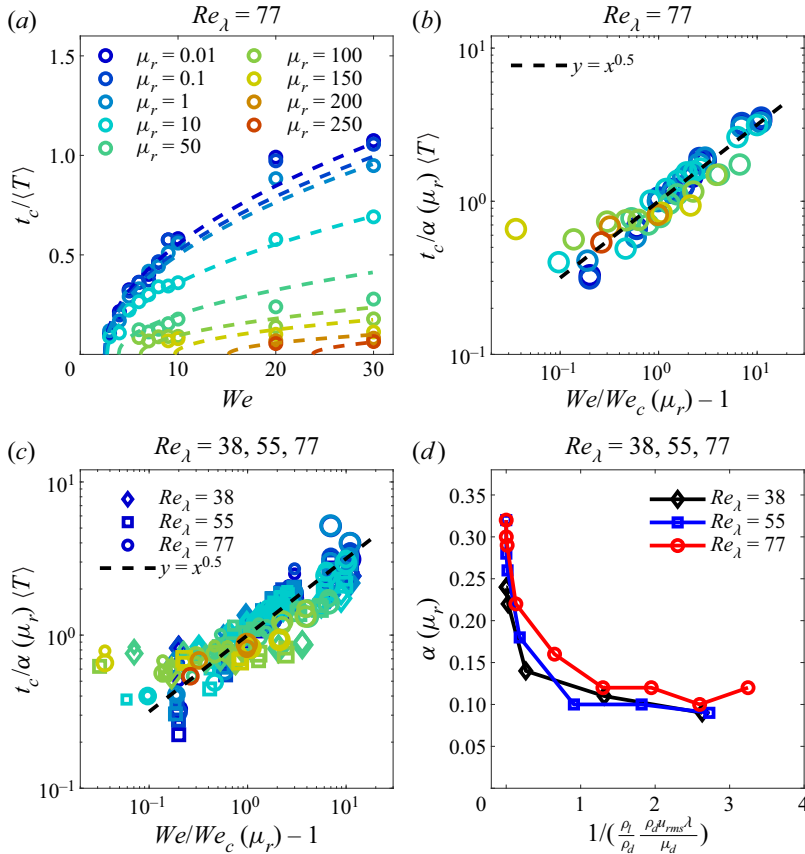 (a) Re_λ = 77
t_c/⟨T⟩
1.5
1.0
0.5
0
10
20
30
We
μ_r = 0.01
μ_r = 0.1
μ_r = 1
μ_r = 10
μ_r = 50
μ_r = 100
μ_r = 150
μ_r = 200
μ_r = 250
(b) Re_λ = 77
t_c/α (μ_r) ⟨T⟩
10^1
10^0
10^–1
10^–1
10^0
10^1
We/We_c (μ_r) – 1
y = x^0.5
(c) Re_λ = 38, 55, 77
t_c/α (μ_r) ⟨T⟩
10^1
10^0
10^–1
10^–1
10^0
10^1
We/We_c (μ_r) – 1
Re_λ = 38
Re_λ = 55
Re_λ = 77
y = x^0.5
(d) Re_λ = 38, 55, 77
α (μ_r)
0.35
0.30
0.25
0.20
0.15
0.10
0.05
0
1
2
3
4
1/(ρ_l/ρ_d ρ_d u_rms λ/μ_d)
Re_λ = 38
Re_λ = 55
Re_λ = 77